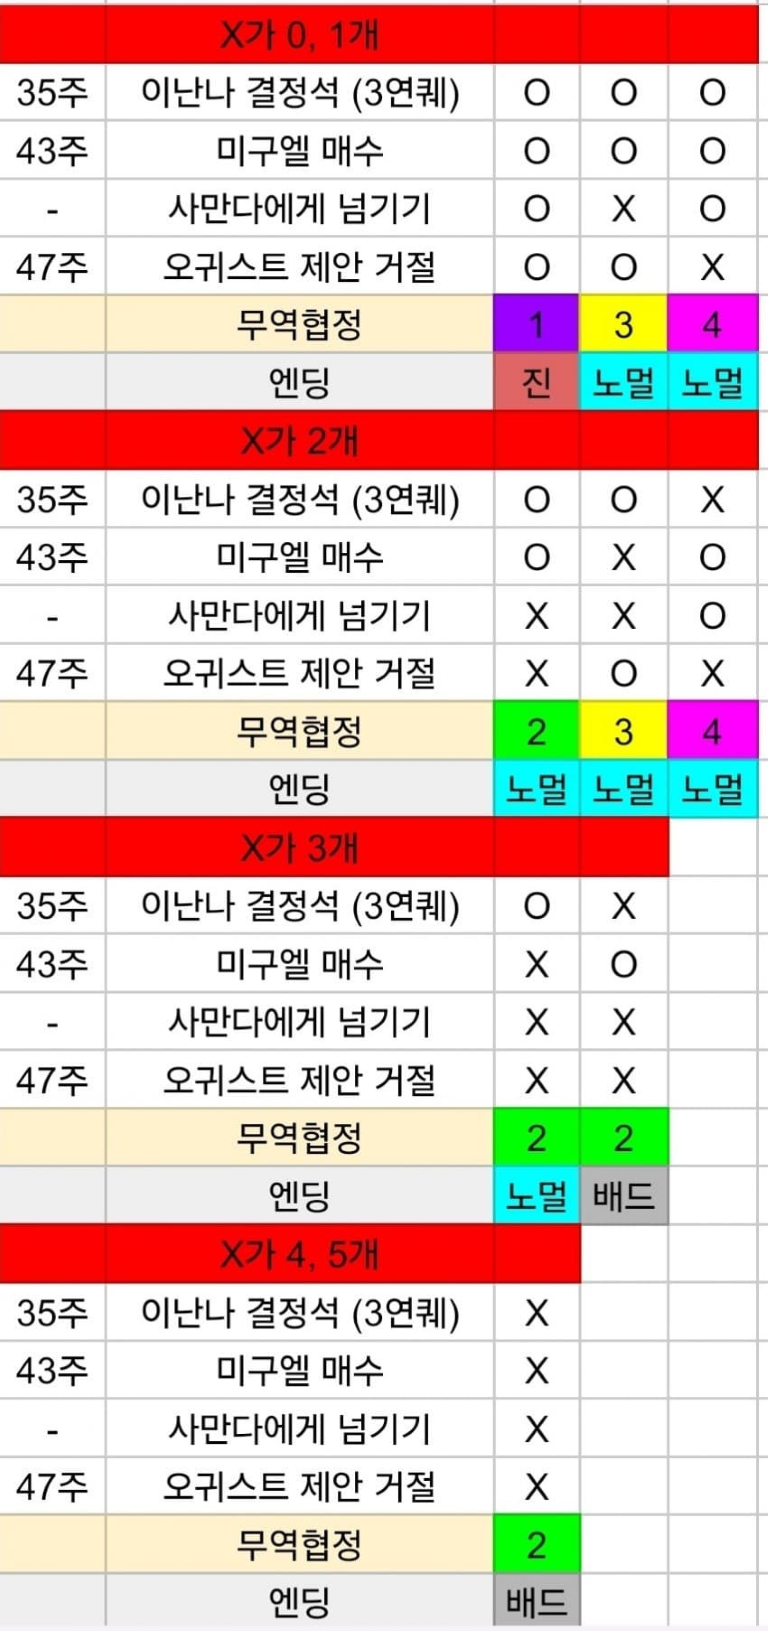 X가 0, 1개
35주 이난나 결정석 (3연퀘) O O O
43주 미구엘 매수 O O O
- 사만다에게 넘기기 O X O
47주 오귀스트 제안 거절 O O X
무역협정 1 3 4
엔딩 진 노멀 노멀
X가 2개
35주 이난나 결정석 (3연퀘) O O X
43주 미구엘 매수 O X O
- 사만다에게 넘기기 X X O
47주 오귀스트 제안 거절 X O X
무역협정 2 3 4
엔딩 노멀 노멀 노멀
X가 3개
35주 이난나 결정석 (3연퀘) O X
43주 미구엘 매수 X O
- 사만다에게 넘기기 X X
47주 오귀스트 제안 거절 X X
무역협정 2 2
엔딩 노멀 배드
X가 4, 5개
35주 이난나 결정석 (3연퀘) X
43주 미구엘 매수 X
- 사만다에게 넘기기 X
47주 오귀스트 제안 거절 X
무역협정 2
엔딩 배드